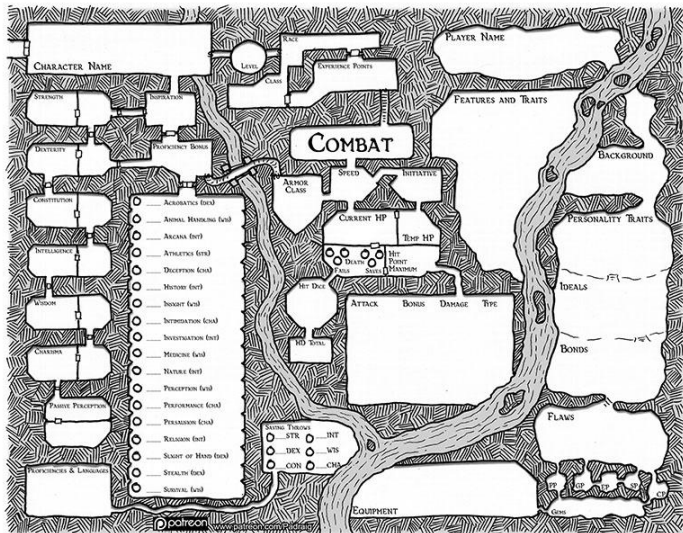 Character Name
Level
Race
Class
Experience Points
Player Name
Strength
Inspiration
Features and Traits
Dexterity
Proficiency Bonus
Combat
Background
Speed
Initiative
Armor
Class
Constitution
Acrobatics (dex)
Animal Handling (wis)
Arcana (int)
Athletics (str)
Deception (cha)
History (int)
Insight (wis)
Intimidation (cha)
Investigation (int)
Medicine (wis)
Nature (int)
Perception (wis)
Performance (cha)
Persuasion (cha)
Religion (int)
Slight of Hand (dex)
Stealth (dex)
Survival (wis)
Current HP
Temp HP
Personality Traits
Intelligence
Death
Fails
Saves
Hit
Point
Maximum
Hit Dice
HD Total
Attack Bonus Damage Type
Ideals
Wisdom
Charisma
Bonds
Passive Perception
Flaws
Saving Throws
STR INT
DEX WIS
CON CHA
Proficiencies & Languages
Equipment
PP GP EP SP CP
Gems
patreon www.patreon.com/Padraig